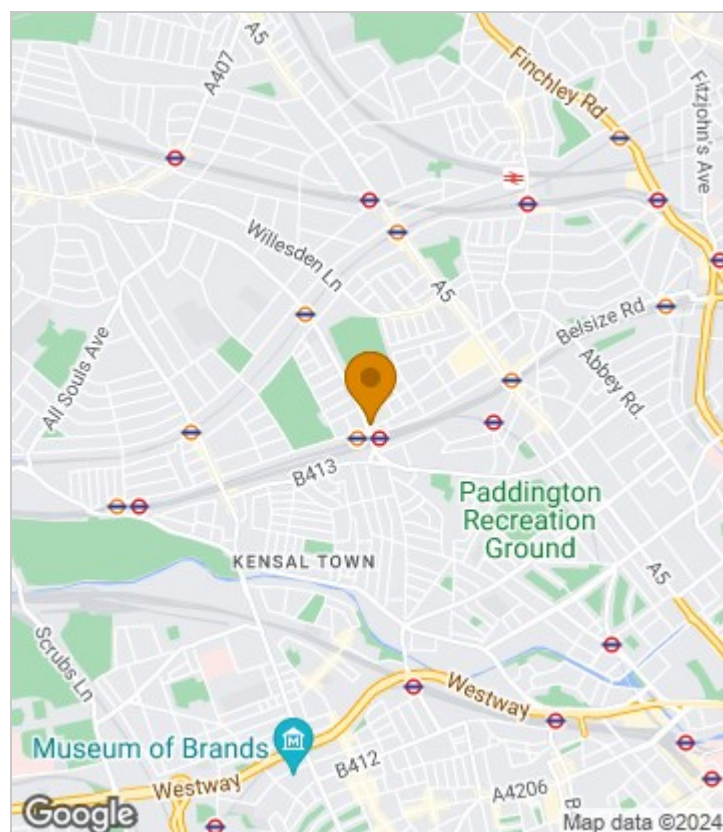 A5
A407
Finchley Rd
Fitzjohn's Ave
Willesden Ln
A5
Belsize Rd
All Souls Ave
Abbey Rd.
B413
Paddington
Recreation
Ground
KENSAL TOWN
A5
Scrubs Ln
Westway
Museum of Brands
M
B412
Westway
A4206
B
Google
Map data ©2024